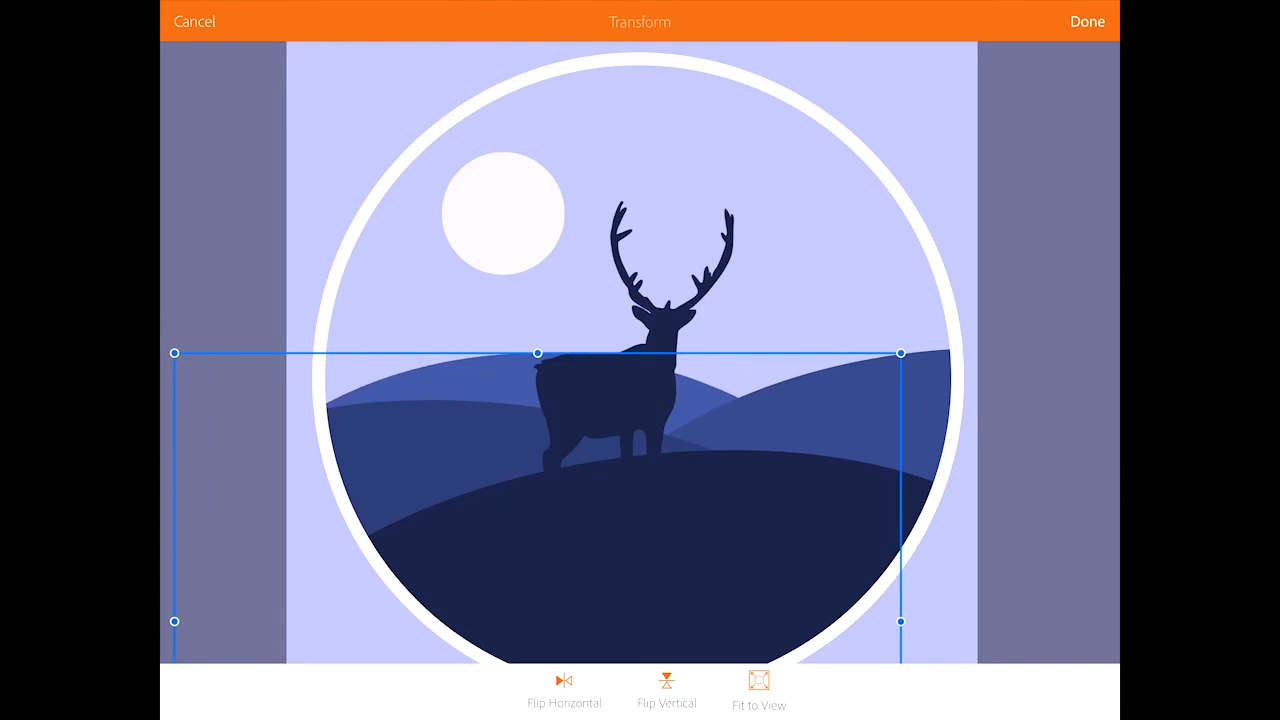 Cancel
Transform
Done
Flip Horizontal
Flip Vertical
Fit to View